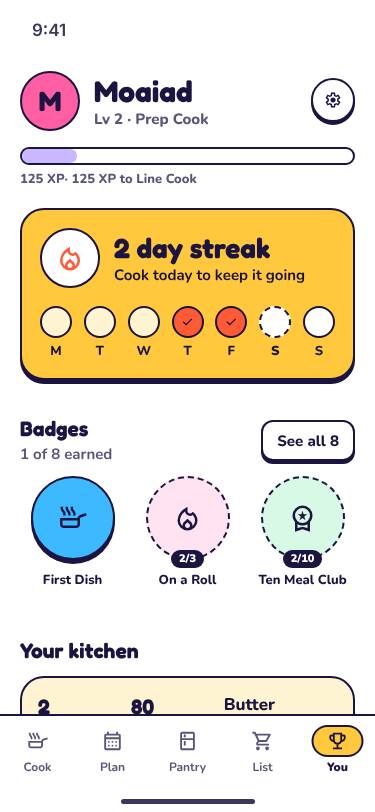 9:41
M
Moaiad
Lv 2 · Prep Cook
125 XP· 125 XP to Line Cook
2 day streak
Cook today to keep it going
M T W T F S S
Badges
1 of 8 earned
See all 8
2/3
2/10
First Dish
On a Roll
Ten Meal Club
Your kitchen
2
80
Butter
Cook
Plan
Pantry
List
You